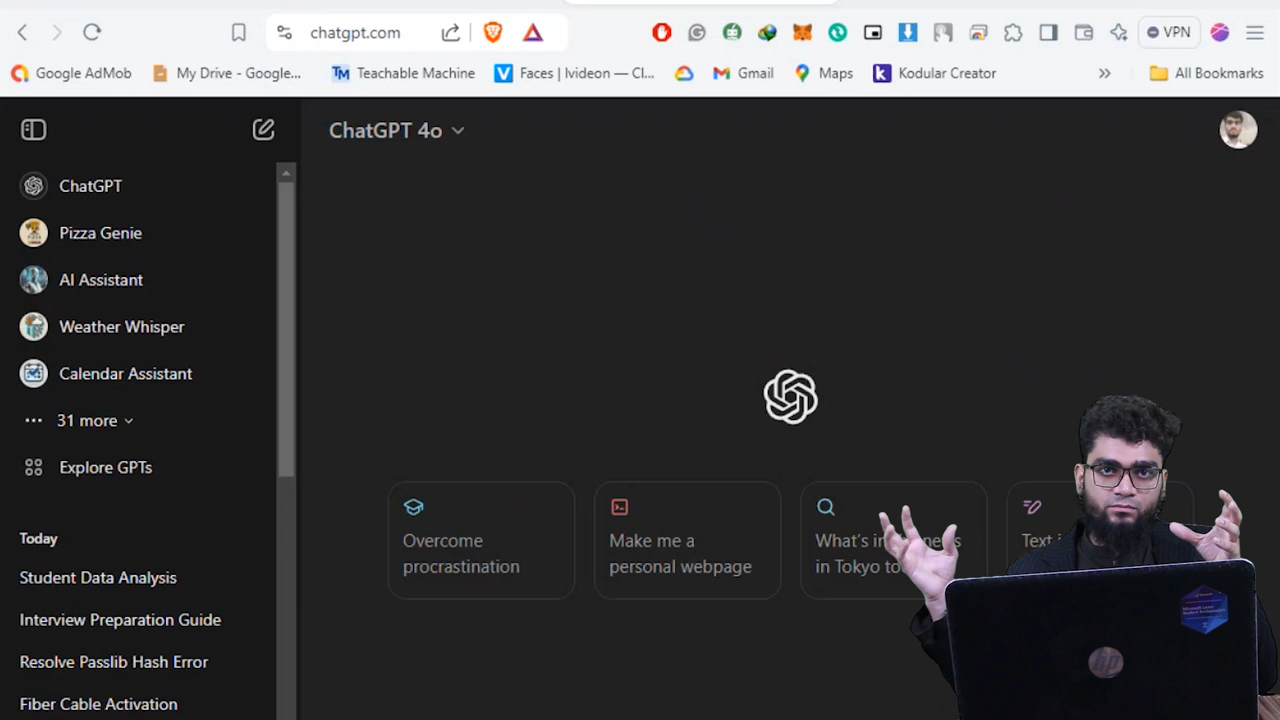 chatgpt.com
VPN
Google AdMob
My Drive - Google...
TM Teachable Machine
V Faces | Ivideon — Cl...
Gmail
Maps
k Kodular Creator
All Bookmarks
ChatGPT 4o
ChatGPT
Pizza Genie
AI Assistant
Weather Whisper
Calendar Assistant
31 more
Explore GPTs
Today
Student Data Analysis
Interview Preparation Guide
Resolve Passlib Hash Error
Fiber Cable Activation
Overcome
procrastination
Make me a
personal webpage
What's in
in Tokyo
Text
hp